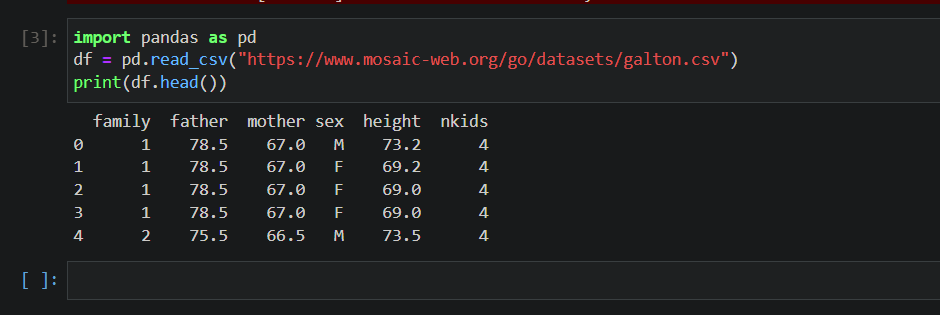 [3]: import pandas as pd
df = pd.read_csv("https://www.mosaic-web.org/go/datasets/galton.csv")
print(df.head())
family father mother sex height nkids
0 1 78.5 67.0 M 73.2 4
1 1 78.5 67.0 F 69.2 4
2 1 78.5 67.0 F 69.0 4
3 1 78.5 67.0 F 69.0 4
4 2 75.5 66.5 M 73.5 4
[ ]: